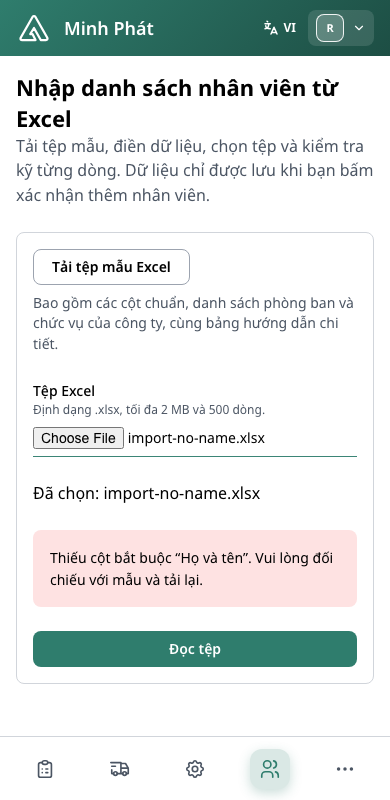 Minh Phát
VI
R
Nhập danh sách nhân viên từ
Excel
Tải tệp mẫu, điền dữ liệu, chọn tệp và kiểm tra
kỹ từng dòng. Dữ liệu chỉ được lưu khi bạn bấm
xác nhận thêm nhân viên.
Tải tệp mẫu Excel
Bao gồm các cột chuẩn, danh sách phòng ban và
chức vụ của công ty, cùng bảng hướng dẫn chi
tiết.
Tệp Excel
Định dạng .xlsx, tối đa 2 MB và 500 dòng.
Choose File import-no-name.xlsx
Đã chọn: import-no-name.xlsx
Thiếu cột bắt buộc “Họ và tên”. Vui lòng đối
chiếu với mẫu và tải lại.
Đọc tệp